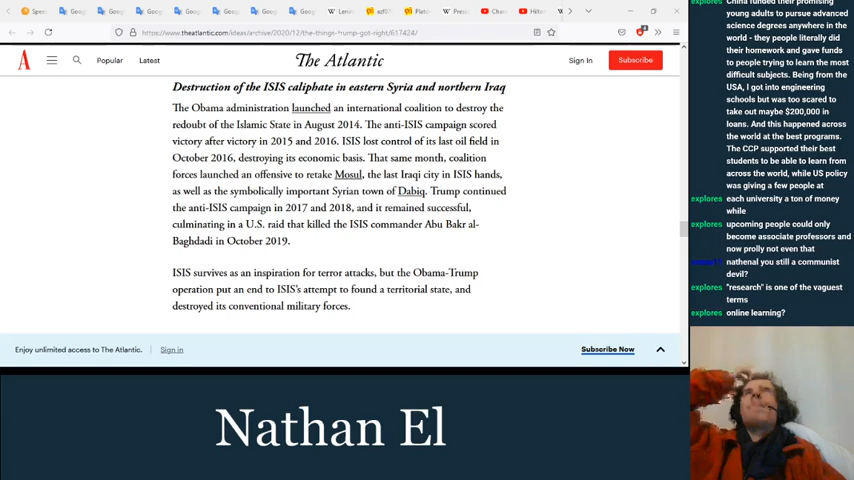 Spee
Goog
Goog
Goog
Goog
Goog
Goog
Goog
Lenin
Platon
Presi
Chan
Hitle
https://www.theatlantic.com/ideas/archive/2020/12/the-things-trump-got-right/617424/
Popular
Latest
The Atlantic
Sign In
Subscribe
Destruction of the ISIS caliphate in eastern Syria and northern Iraq
The Obama administration launched an international coalition to destroy the
redoubt of the Islamic State in August 2014. The anti-ISIS campaign scored
victory after victory in 2015 and 2016. ISIS lost control of its last oil field in
October 2016, destroying its economic basis. That same month, coalition
forces launched an offensive to retake Mosul, the last Iraqi city in ISIS hands,
as well as the symbolically important Syrian town of Dabiq. Trump continued
the anti-ISIS campaign in 2017 and 2018, and it remained successful,
culminating in a U.S. raid that killed the ISIS commander Abu Bakr al-
Baghdadi in October 2019.
ISIS survives as an inspiration for terror attacks, but the Obama-Trump
operation put an end to ISIS's attempt to found a territorial state, and
destroyed its conventional military forces.
Enjoy unlimited access to The Atlantic.
Sign in
Subscribe Now
Nathan El
explores China funded their promising
young adults to pursue advanced
science degrees anywhere in the
world - they people literally did
their homework and gave funds
to people trying to learn the most
difficult subjects. Being from the
USA, I got into engineering
schools but was too scared to
take out maybe $200,000 in
loans. And this happened across
the world at the best programs.
The CCP supported their best
students to be able to learn from
across the world, while US policy
was giving a few people at
explores each university a ton of money
while
explores upcoming people could only
become associate professors and
now prolly not even that
nathenal you still a communist
devil?
explores "research" is one of the vaguest
terms
explores online learning?